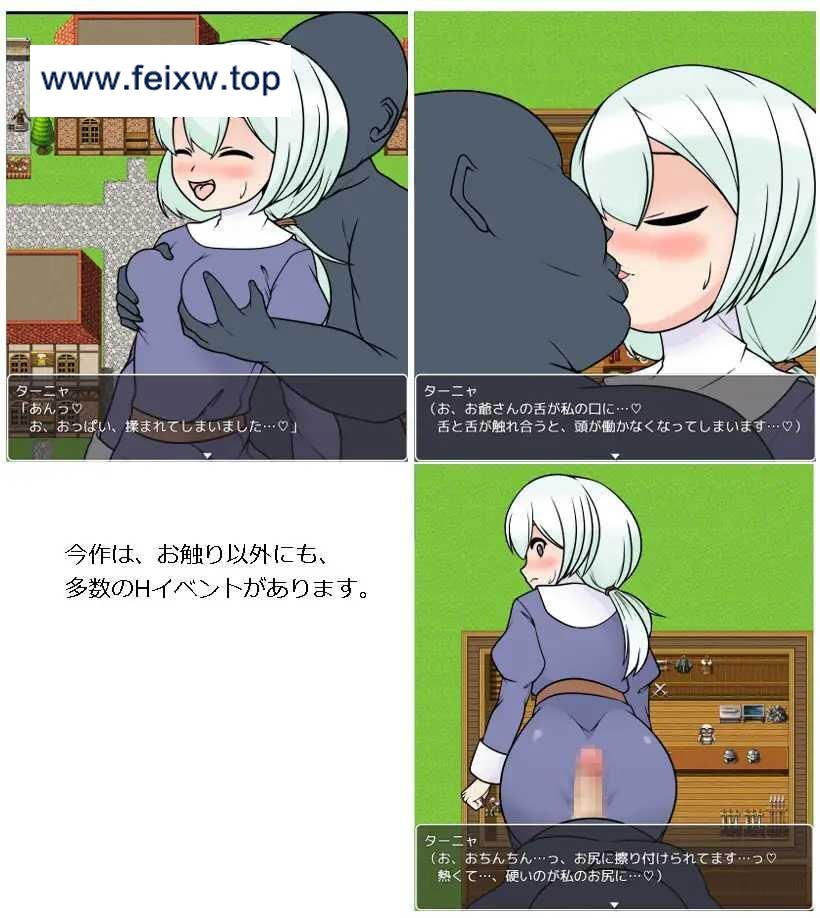 www.feixw.top
ターニャ
「あんっ♡
お、おっぱい、揉まれてしまいました…♡」
ターニャ
（お、お爺さんの舌が私の口に…♡
舌と舌が触れ合うと、頭が働かなくなってしまいます…♡）
今作は、お触り以外にも、
多数のHイベントがあります。
ターニャ
（お、おちんちん…っ、お尻に擦り付けられてます…っ♡
熱くて…、硬いのが私のお尻に…♡）